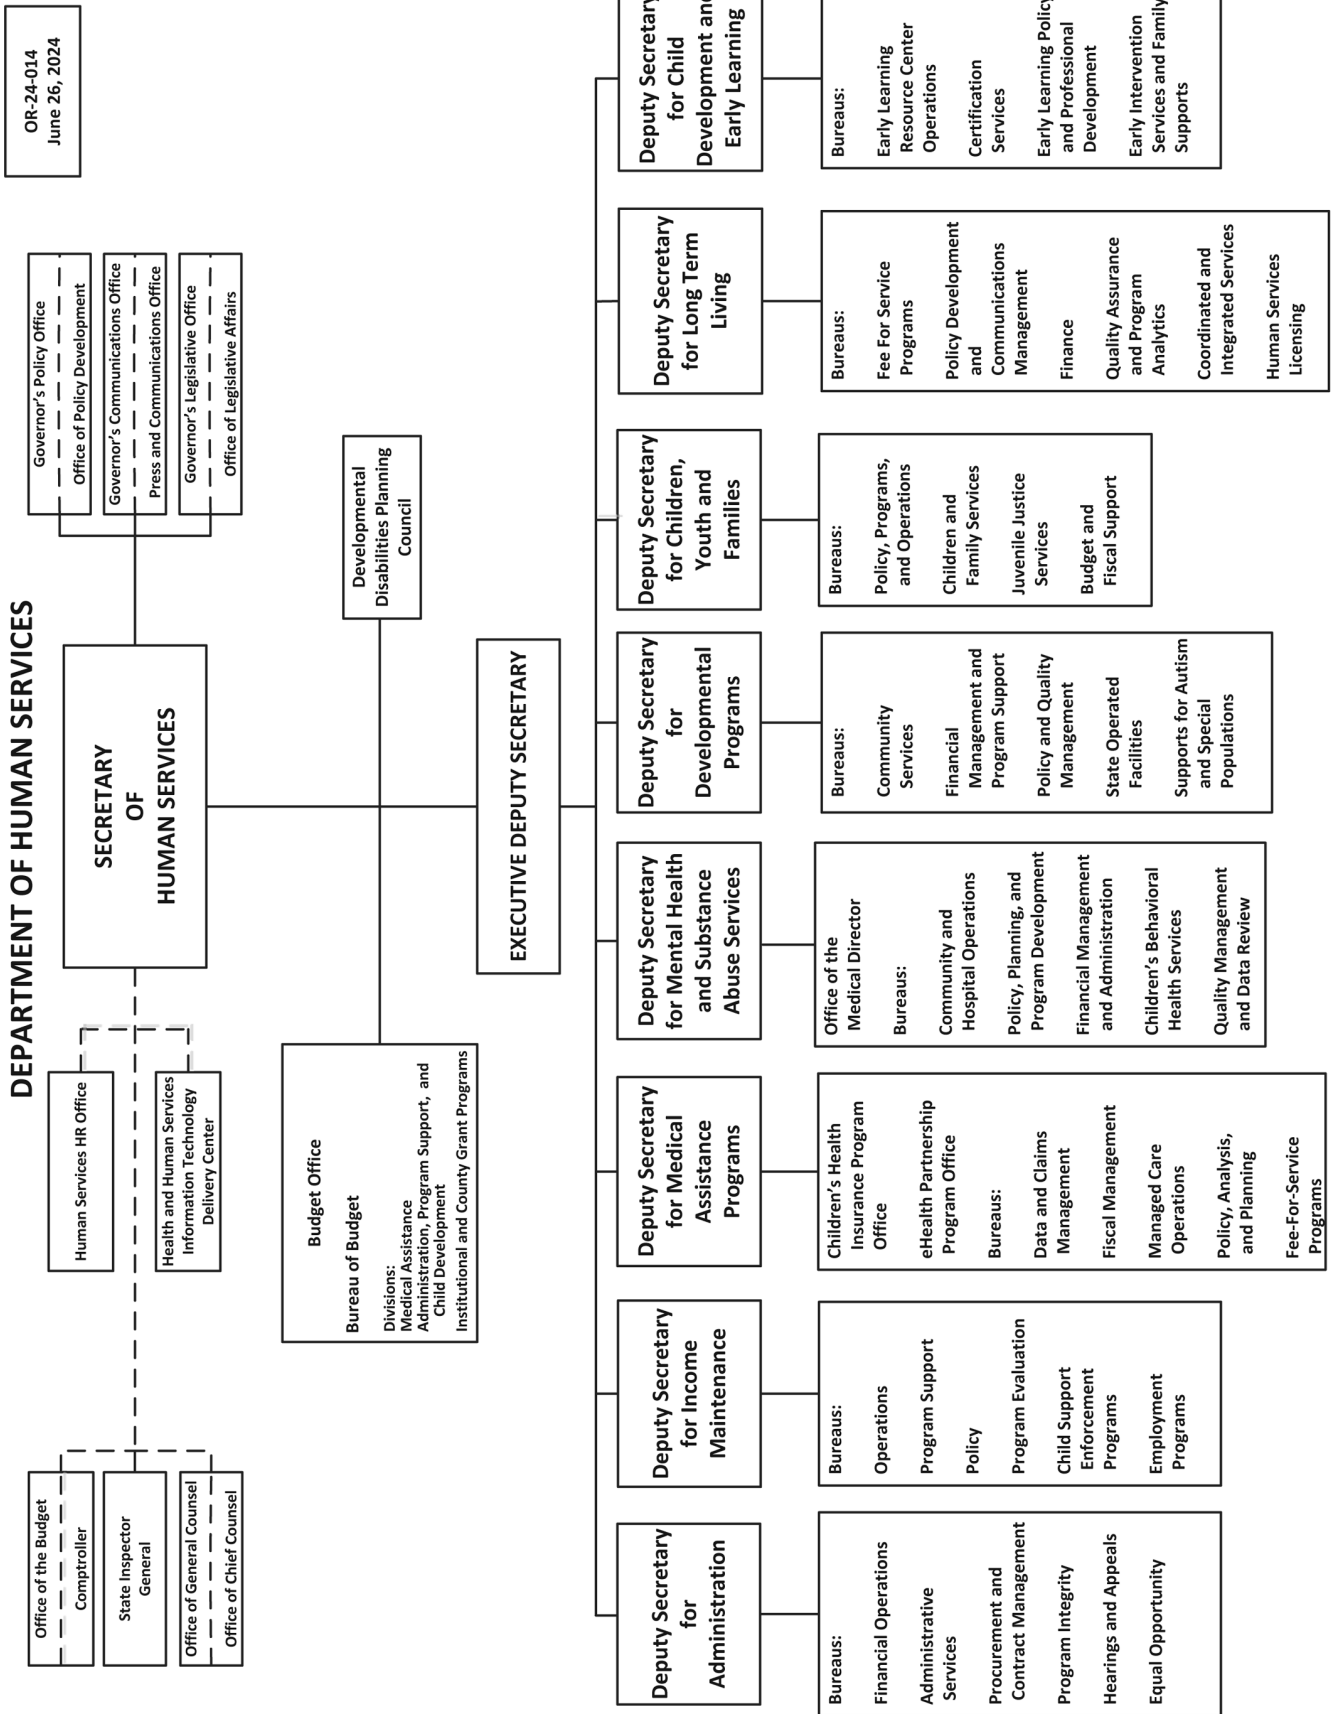 OR-24-014
June 26, 2024
DEPARTMENT OF HUMAN SERVICES
Office of the Budget
Comptroller
State Inspector
General
Office of General Counsel
Office of Chief Counsel
Human Services HR Office
Health and Human Services
Information Technology
Delivery Center
SECRETARY
OF
HUMAN SERVICES
Governor's Policy Office
Office of Policy Development
Governor's Communications Office
Press and Communications Office
Governor's Legislative Office
Office of Legislative Affairs
Budget Office
Bureau of Budget
Divisions:
Medical Assistance
Administration, Program Support, and
Child Development
Institutional and County Grant Programs
Developmental
Disabilities Planning
Council
EXECUTIVE DEPUTY SECRETARY
Deputy Secretary
for
Administration
Bureaus:
Financial Operations
Administrative
Services
Procurement and
Contract Management
Program Integrity
Hearings and Appeals
Equal Opportunity
Deputy Secretary
for Income
Maintenance
Bureaus:
Operations
Program Support
Policy
Program Evaluation
Child Support
Enforcement
Programs
Employment
Programs
Deputy Secretary
for Medical
Assistance
Programs
Children's Health
Insurance Program
Office
eHealth Partnership
Program Office
Bureaus:
Data and Claims
Management
Fiscal Management
Managed Care
Operations
Policy, Analysis,
and Planning
Fee-For-Service
Programs
Deputy Secretary
for Mental Health
and Substance
Abuse Services
Office of the
Medical Director
Bureaus:
Community and
Hospital Operations
Policy, Planning, and
Program Development
Financial Management
and Administration
Children's Behavioral
Health Services
Quality Management
and Data Review
Deputy Secretary
for
Developmental
Programs
Bureaus:
Community
Services
Financial
Management and
Program Support
Policy and Quality
Management
State Operated
Facilities
Supports for Autism
and Special
Populations
Deputy Secretary
for Children,
Youth and
Families
Bureaus:
Policy, Programs,
and Operations
Children and
Family Services
Juvenile Justice
Services
Budget and
Fiscal Support
Deputy Secretary
for Long Term
Living
Bureaus:
Fee For Service
Programs
Policy Development
and
Communications
Management
Finance
Quality Assurance
and Program
Analytics
Coordinated and
Integrated Services
Human Services
Licensing
Deputy Secretary
for Child
Development and
Early Learning
Bureaus:
Early Learning
Resource Center
Operations
Certification
Services
Early Learning Policy
and Professional
Development
Early Intervention
Services and Family
Supports